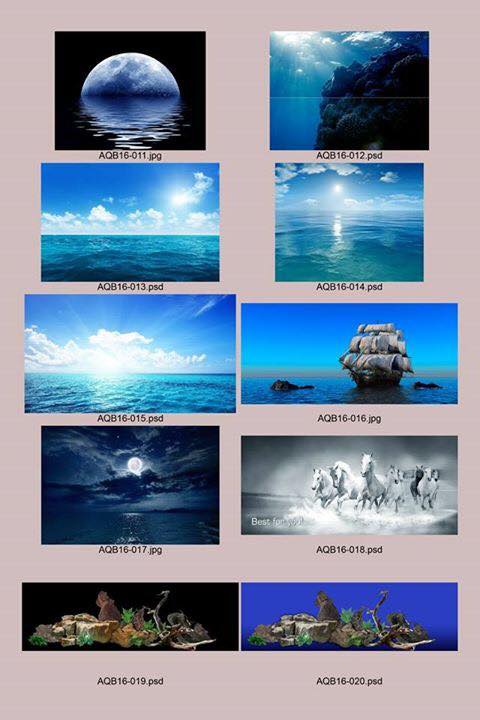 AQB16-011.jpg
AQB16-012.psd
AQB16-013.psd
AQB16-014.psd
AQB16-015.psd
AQB16-016.jpg
AQB16-017.jpg
Best for you!
AQB16-018.psd
AQB16-019.psd
AQB16-020.psd